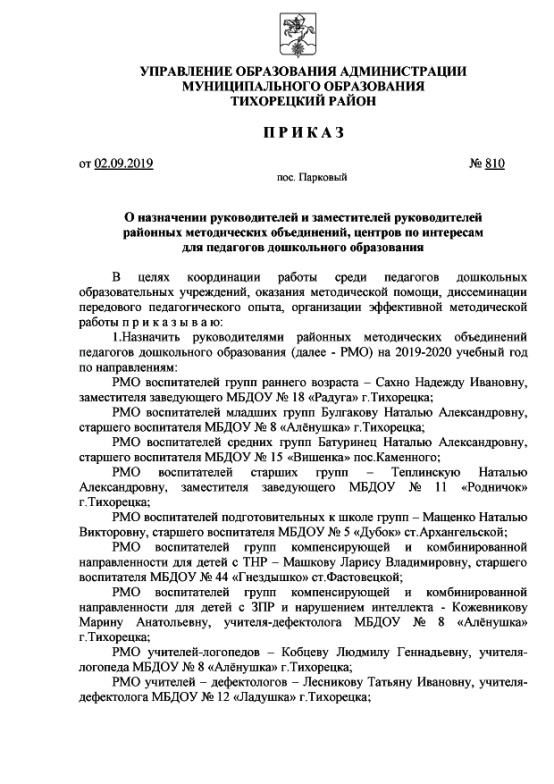 УПРАВЛЕНИЕ ОБРАЗОВАНИЯ АДМИНИСТРАЦИИ
МУНИЦИПАЛЬНОГО ОБРАЗОВАНИЯ
ТИХОРЕЦКИЙ РАЙОН
П Р И К А З
от 02.09.2019 № 810
пос. Парковый
О назначении руководителей и заместителей руководителей
районных методических объединений, центров по интересам
для педагогов дошкольного образования
В целях координации работы среди педагогов дошкольных
образовательных учреждений, оказания методической помощи, диссеминации
передового педагогического опыта, организации эффективной методической
работы п р и к а з ы в а ю:
1.Назначить руководителями районных методических объединений
педагогов дошкольного образования (далее - РМО) на 2019-2020 учебный год
по направлениям:
РМО воспитателей групп раннего возраста – Сахно Надежду Ивановну,
заместителя заведующего МБДОУ № 18 «Радуга» г.Тихорецка;
РМО воспитателей младших групп Булгакову Наталью Александровну,
старшего воспитателя МБДОУ № 8 «Алёнушка» г.Тихорецка;
РМО воспитателей средних групп Батуринец Наталью Александровну,
старшего воспитателя МБДОУ № 15 «Вишенка» пос.Каменного;
РМО воспитателей старших групп – Теплинскую Наталью
Александровну, заместителя заведующего МБДОУ № 11 «Родничок»
г.Тихорецка;
РМО воспитателей подготовительных к школе групп – Мащенко Наталью
Викторовну, старшего воспитателя МБДОУ № 5 «Дубок» ст.Архангельской;
РМО воспитателей групп компенсирующей и комбинированной
направленности для детей с ТНР – Машкову Ларису Владимировну, старшего
воспитателя МБДОУ № 44 «Гнездышко» ст.Фастовецкой;
РМО воспитателей групп компенсирующей и комбинированной
направленности для детей с ЗПР и нарушением интеллекта - Кожевникову
Марину Анатольевну, учителя-дефектолога МБДОУ № 8 «Алёнушка»
г.Тихорецка;
РМО учителей-логопедов – Кобцеву Людмилу Геннадьевну, учителя-
логопеда МБДОУ № 8 «Алёнушка» г.Тихорецка;
РМО учителей – дефектологов – Лесникову Татьяну Ивановну, учителя-
дефектолога МБДОУ № 12 «Ладушка» г.Тихорецка;